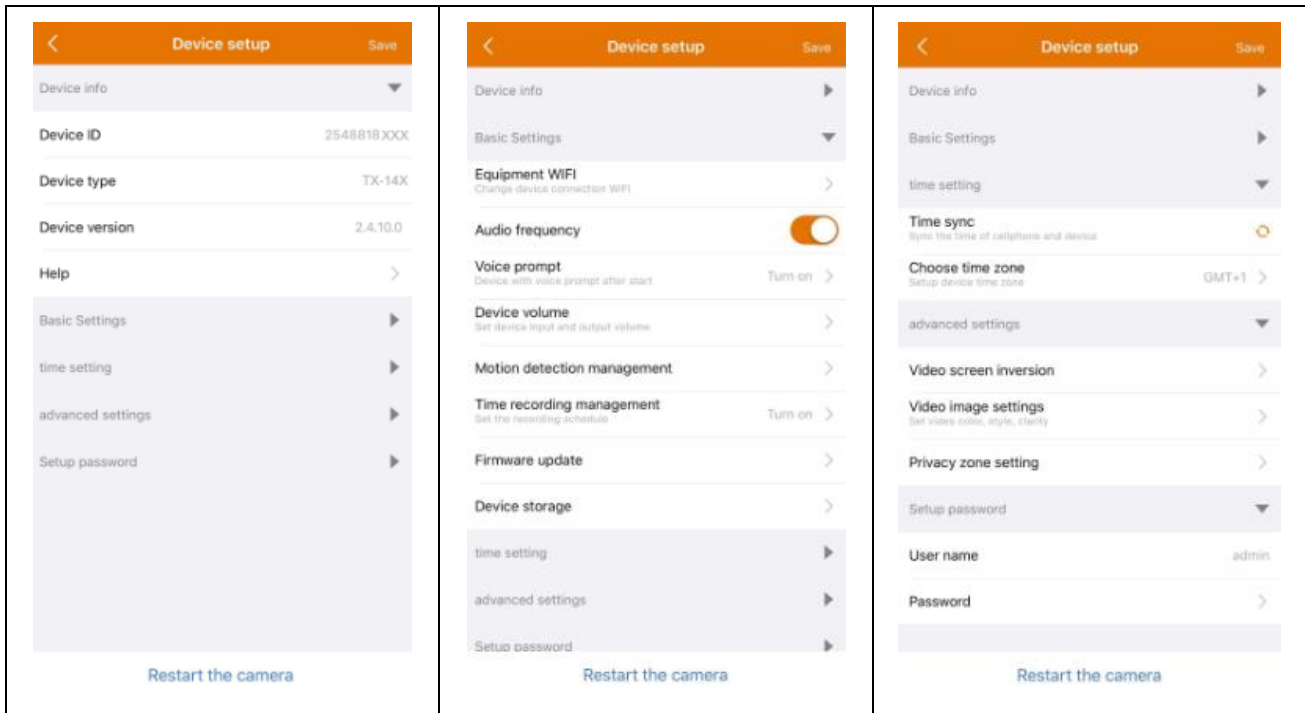 Device setup Save
Device info
Device ID 2548818XXX
Device type TX-14X
Device version 2.4.10.0
Help
Basic Settings
time setting
advanced settings
Setup password
Restart the camera
Device setup Save
Device info
Basic Settings
Equipment WIFI
Change device connection WIFI
Audio frequency
Voice prompt Turn on
Device with voice prompt after start
Device volume
Set device input and output volume
Motion detection management
Time recording management Turn on
Set the recording schedule
Firmware update
Device storage
time setting
advanced settings
Setup password
Restart the camera
Device setup Save
Device info
Basic Settings
time setting
Time sync
Sync the time of cellphone and device
Choose time zone GMT+1
Setup device time zone
advanced settings
Video screen inversion
Video image settings
Set video color, style, clarity
Privacy zone setting
Setup password
User name admin
Password
Restart the camera